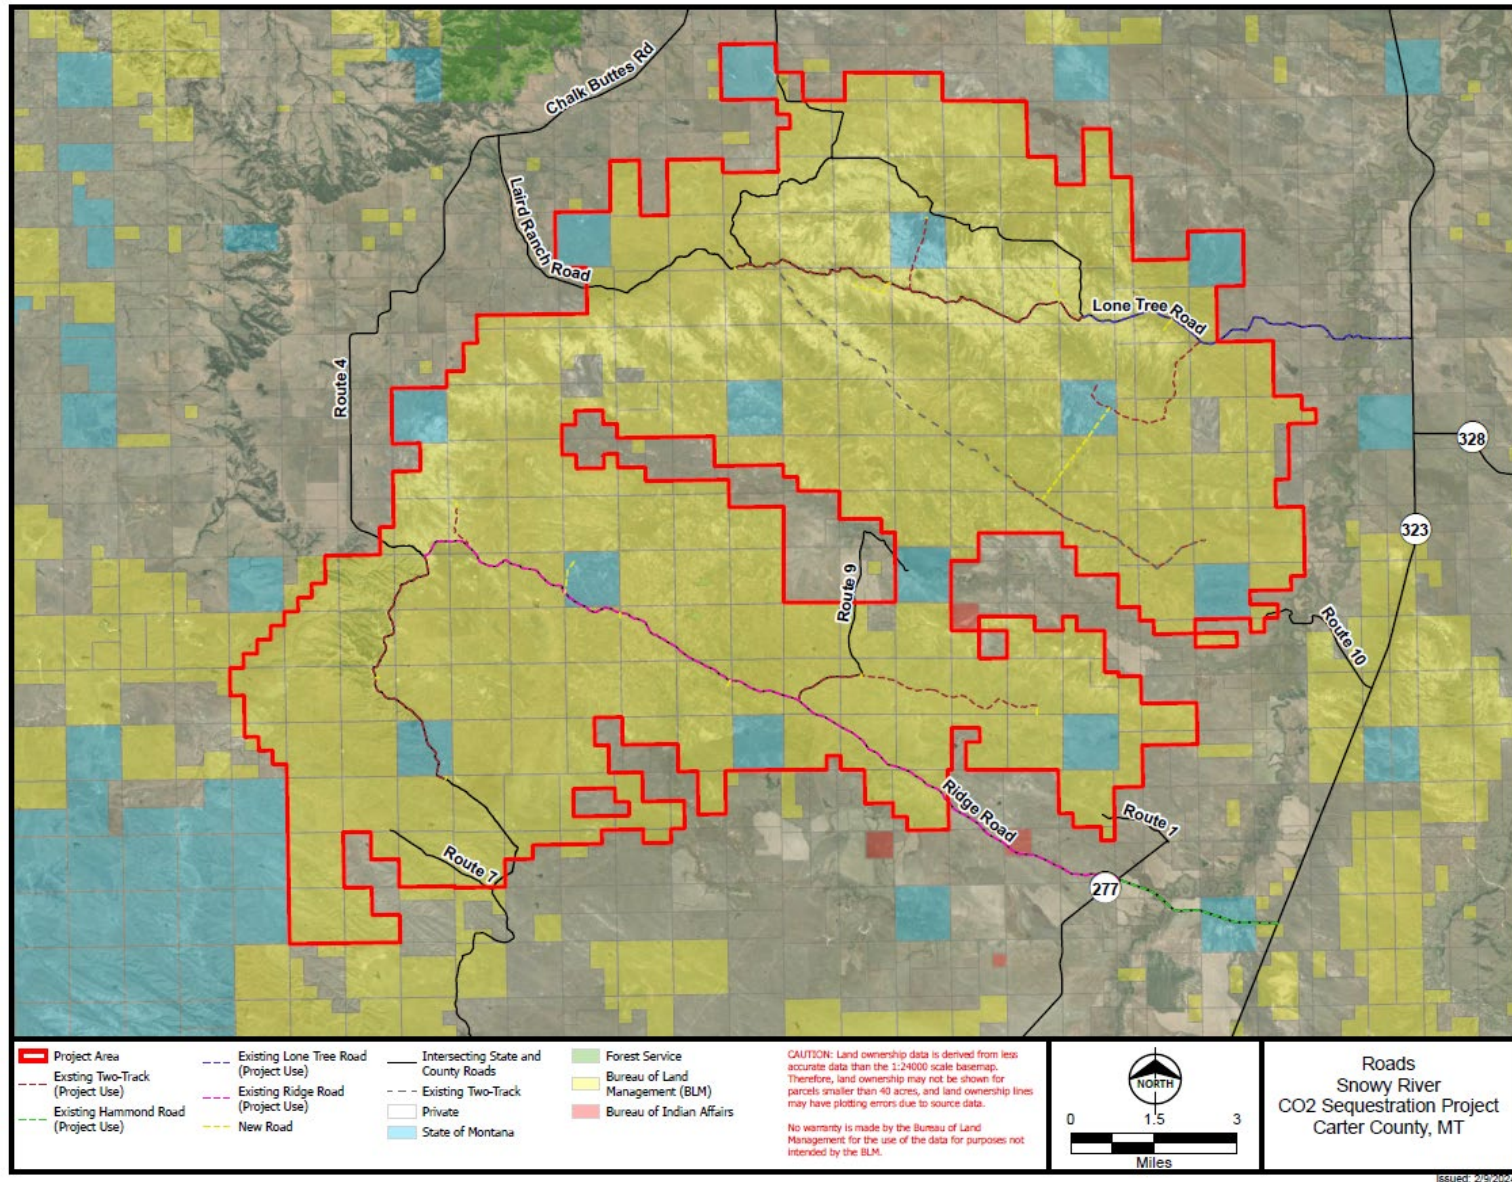 Chalk Buttes Rd
Laird Ranch Road
Lone Tree Road
Route 4
328
323
Route 9
Route 10
Ridge Road
Route 1
Route 7
277
Project Area
Exsting Two-Track
(Project Use)
Existing Hammond Road
(Project Use)
Existing Lone Tree Road
(Project Use)
Existing Ridge Road
(Project Use)
New Road
Intersecting State and
County Roads
Existing Two-Track
Private
State of Montana
Forest Service
Bureau of Land
Management (BLM)
Bureau of Indian Affairs
CAUTION: Land ownership data is derived from less
accurate data than the 1:24000 scale basemap.
Therefore, land ownership may not be shown for
parcels smaller than 40 acres, and land ownership lines
may have plotting errors due to source data.
No warranty is made by the Bureau of Land
Management for the use of the data for purposes not
intended by the BLM.
NORTH
0 1.5 3
Miles
Roads
Snowy River
CO2 Sequestration Project
Carter County, MT
Issued: